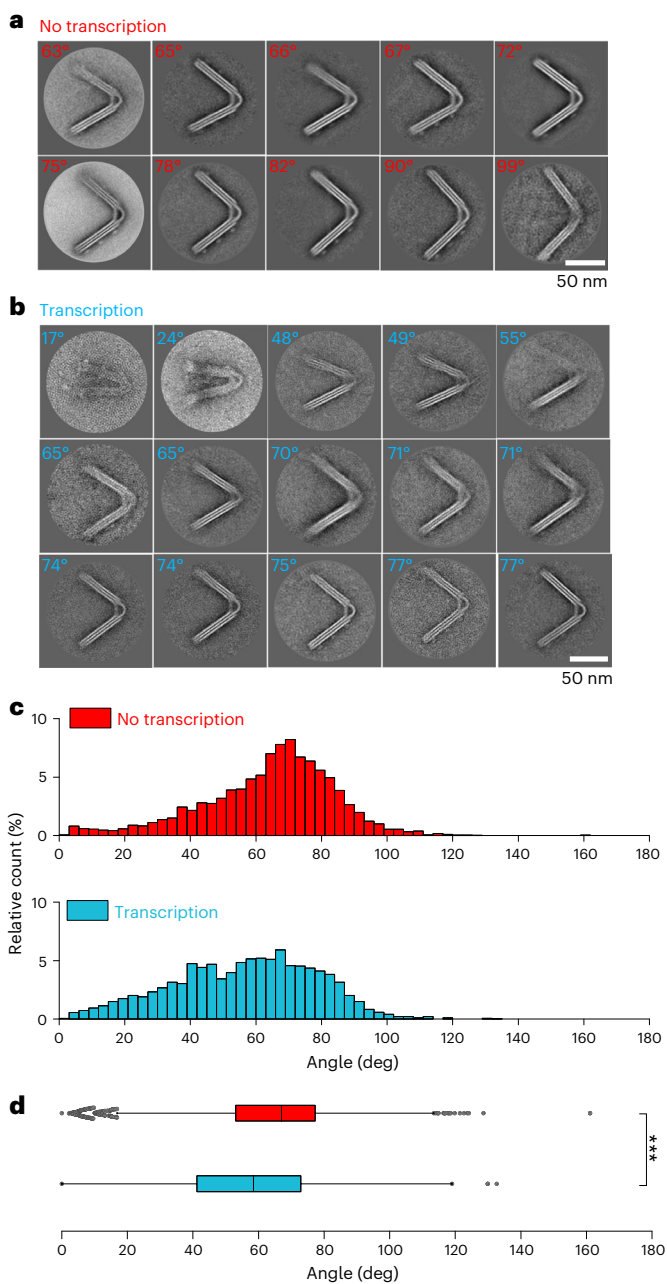 a
No transcription
63° 65° 66° 67° 72°
75° 78° 82° 90° 99°
50 nm
b
Transcription
17° 24° 48° 49° 55°
65° 65° 70° 71° 71°
74° 74° 75° 77° 77°
50 nm
c
Relative count (%)
10
No transcription
5
0
0 20 40 60 80 100 120 140 160 180
10
Transcription
5
0
0 20 40 60 80 100 120 140 160 180
Angle (deg)
d
***
0 20 40 60 80 100 120 140 160 180
Angle (deg)